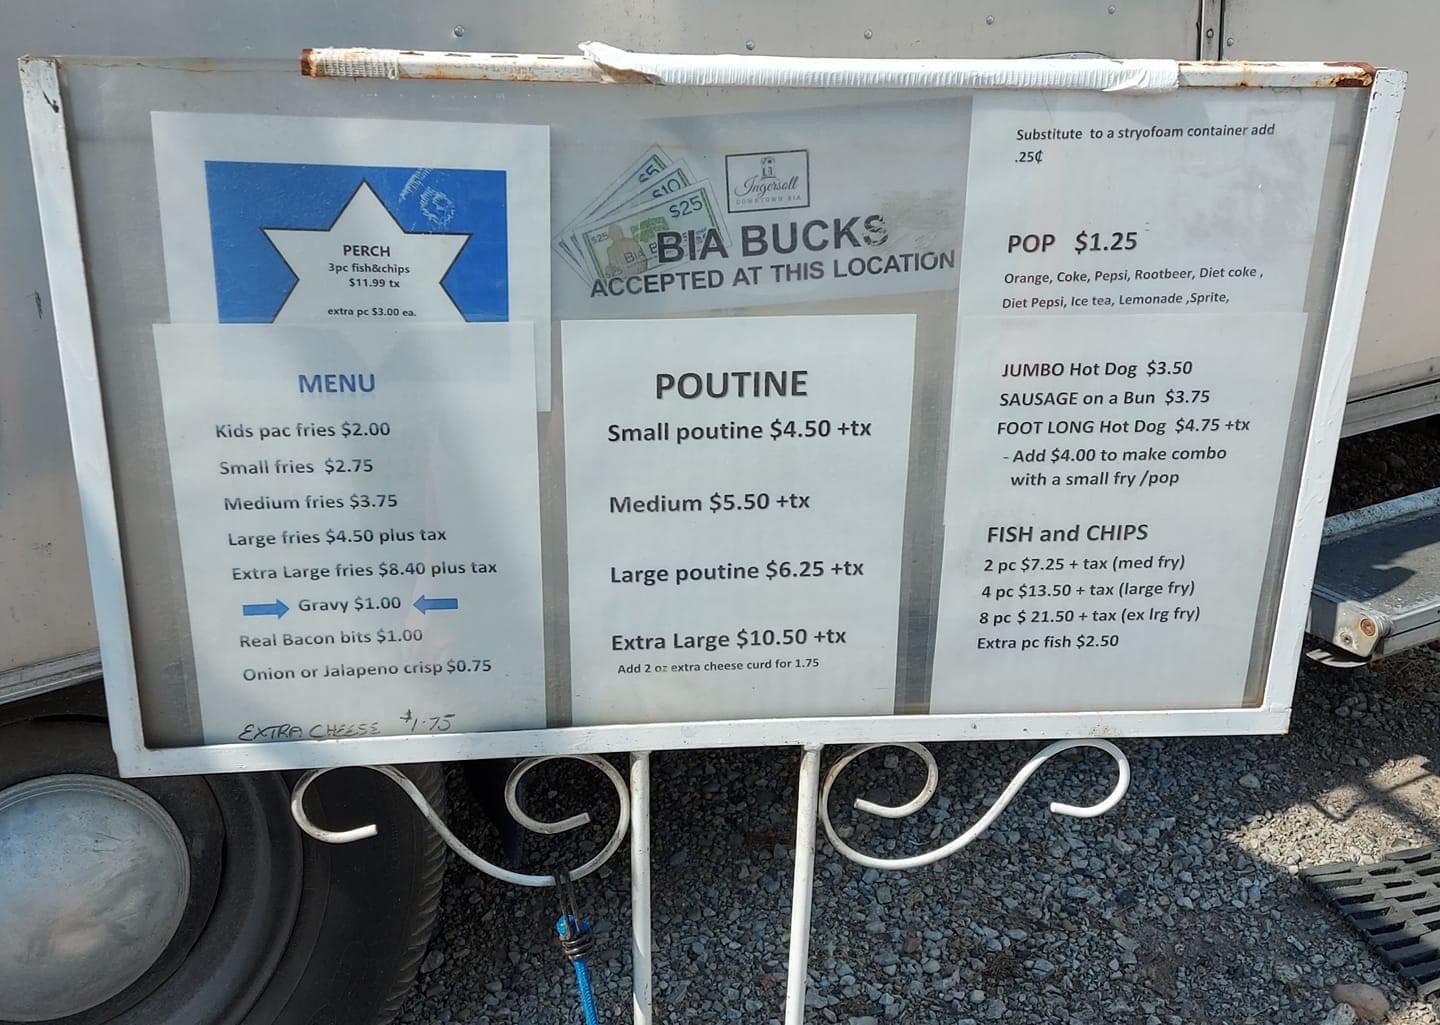 PERCH
3pc fish&chips
$11.99 tx
extra pc $3.00 ea.
MENU
Kids pac fries $2.00
Small fries $2.75
Medium fries $3.75
Large fries $4.50 plus tax
Extra Large fries $8.40 plus tax
Gravy $1.00
Real Bacon bits $1.00
Onion or Jalapeno crisp $0.75
EXTRA CHEESE $1.75
$5
$10
$25
$25
BIA B
$25
Ingersoll
DOWNTOWN BIA
BIA BUCKS
ACCEPTED AT THIS LOCATION
POUTINE
Small poutine $4.50 +tx
Medium $5.50 +tx
Large poutine $6.25 +tx
Extra Large $10.50 +tx
Add 2 oz extra cheese curd for 1.75
Substitute to a stryofoam container add
.25¢
POP $1.25
Orange, Coke, Pepsi, Rootbeer, Diet coke ,
Diet Pepsi, Ice tea, Lemonade ,Sprite,
JUMBO Hot Dog $3.50
SAUSAGE on a Bun $3.75
FOOT LONG Hot Dog $4.75 +tx
- Add $4.00 to make combo
with a small fry /pop
FISH and CHIPS
2 pc $7.25 + tax (med fry)
4 pc $13.50 + tax (large fry)
8 pc $ 21.50 + tax (ex lrg fry)
Extra pc fish $2.50